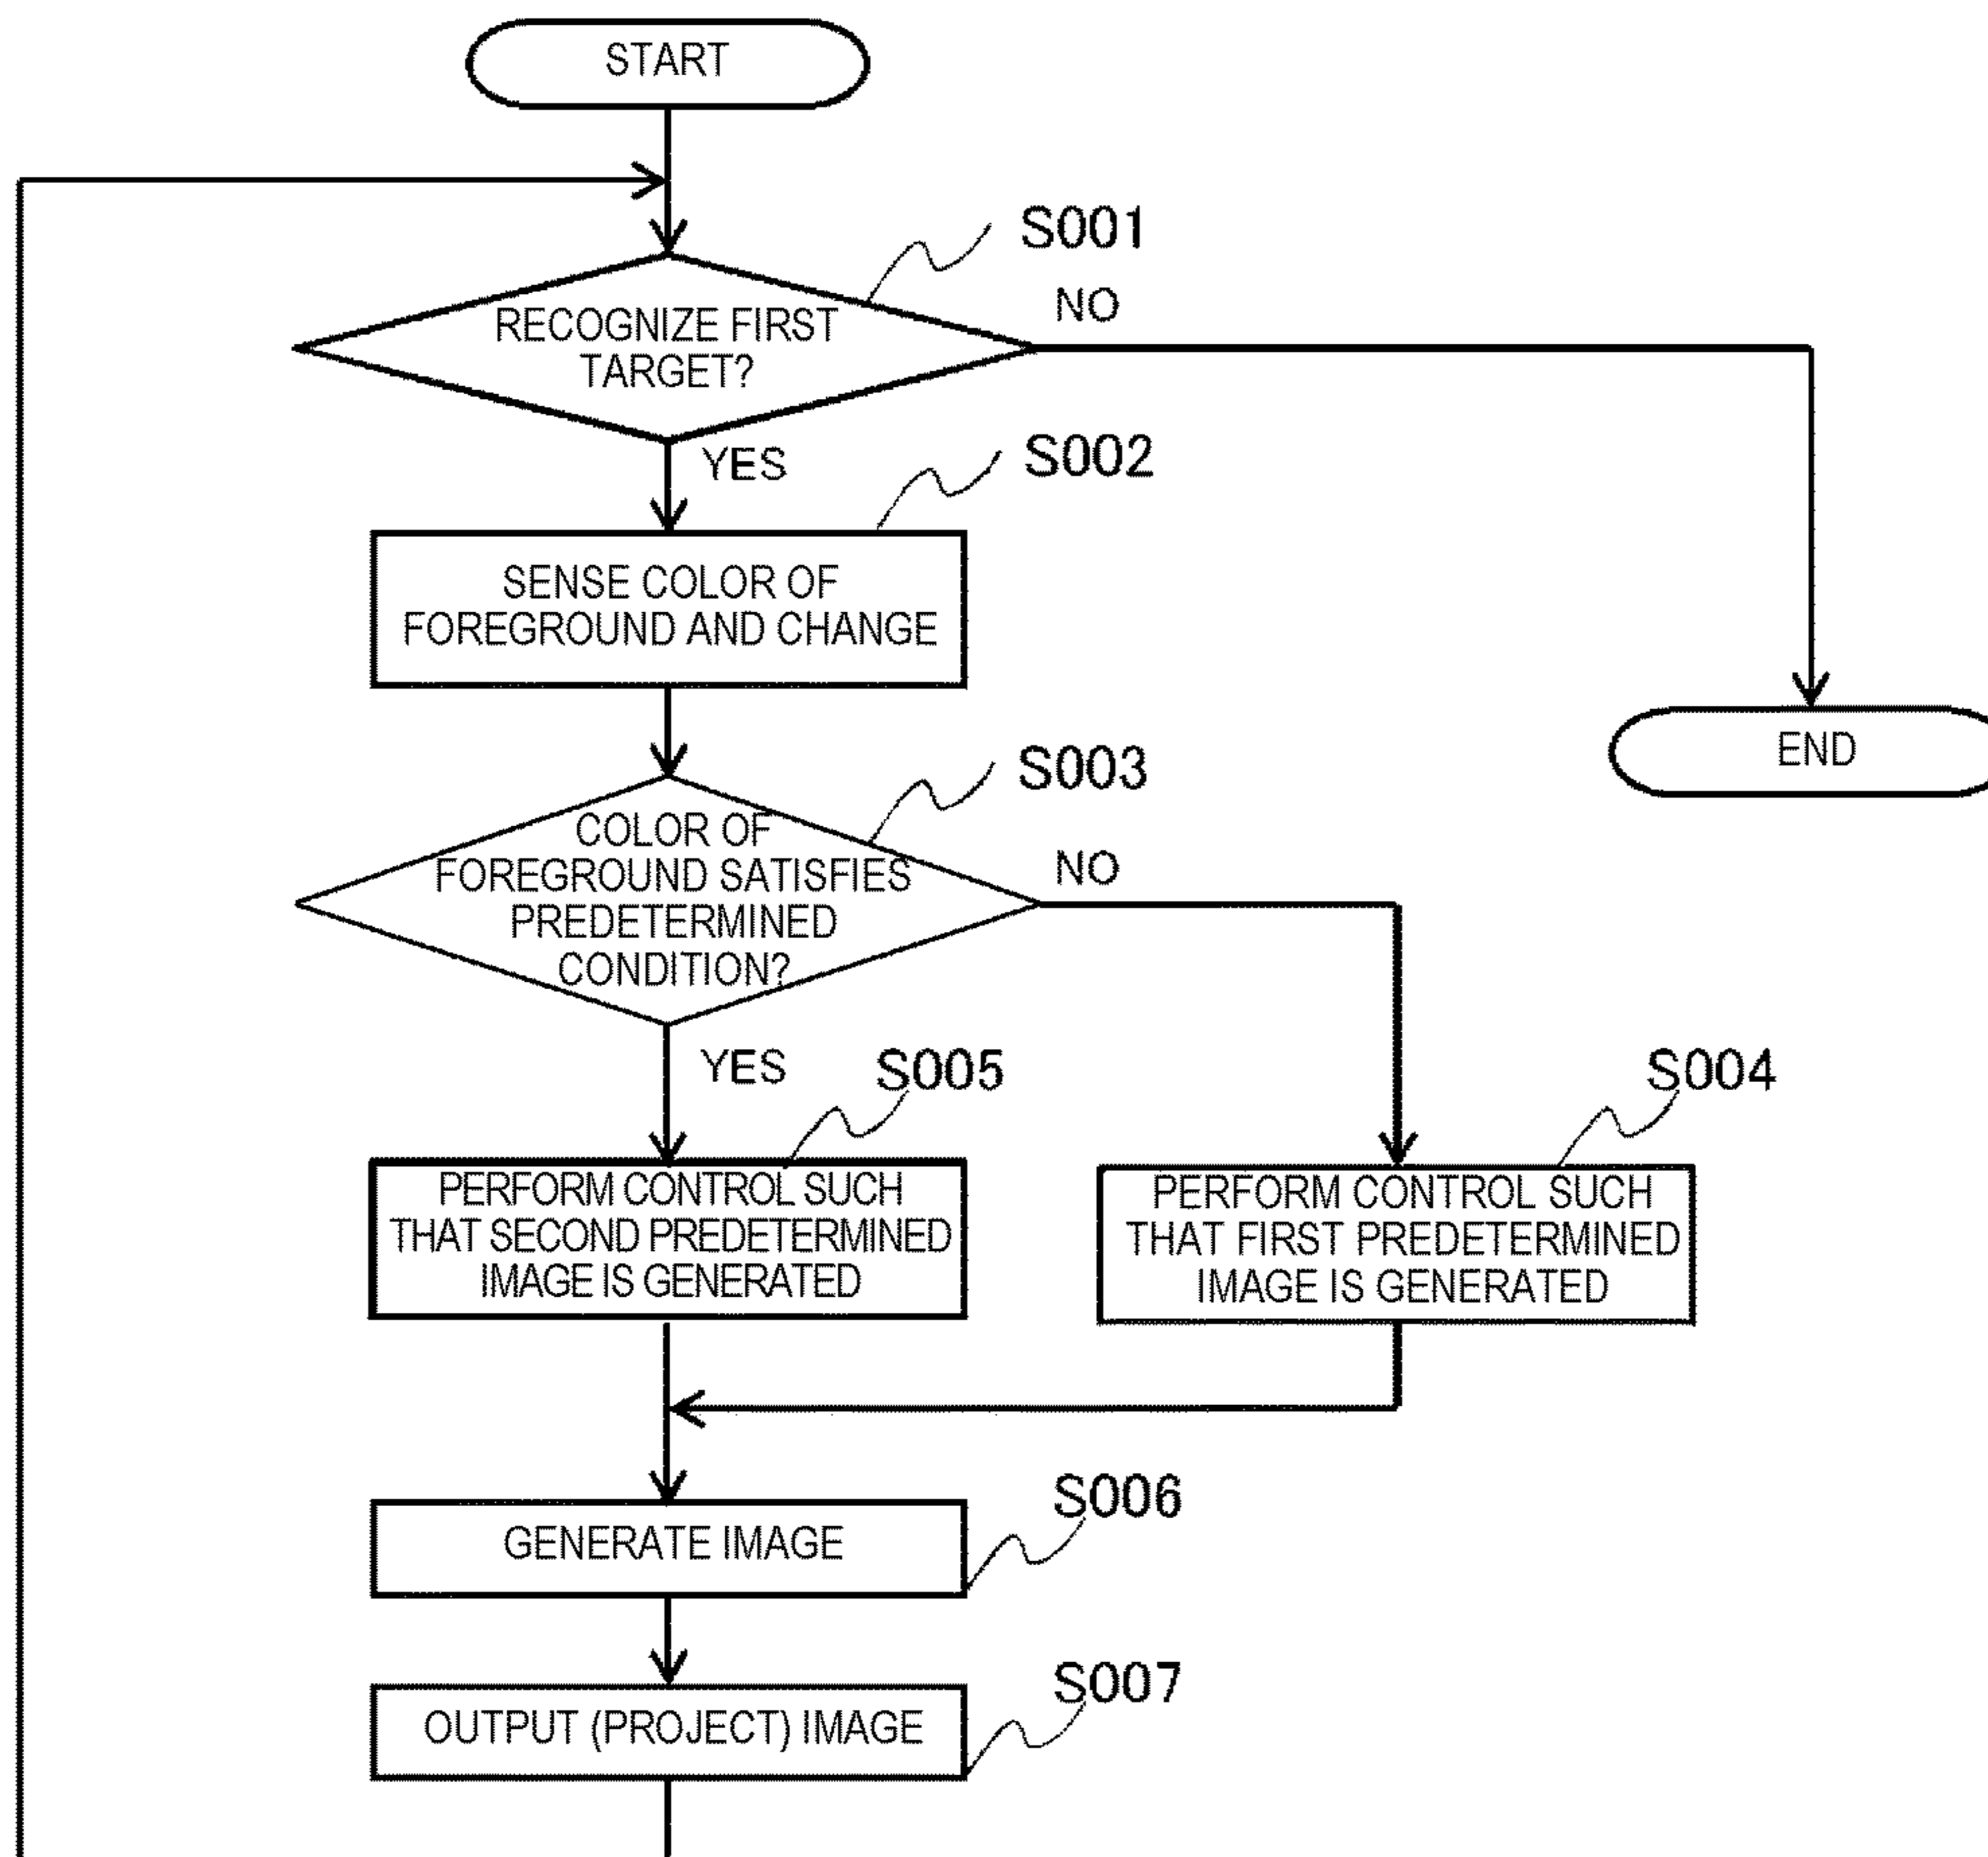 START
S001
NO
RECOGNIZE FIRST
TARGET?
YES
S002
SENSE COLOR OF
FOREGROUND AND CHANGE
END
S003
COLOR OF
FOREGROUND SATISFIES
PREDETERMINED
CONDITION?
NO
YES
S005
S004
PERFORM CONTROL SUCH
THAT SECOND PREDETERMINED
IMAGE IS GENERATED
PERFORM CONTROL SUCH
THAT FIRST PREDETERMINED
IMAGE IS GENERATED
S006
GENERATE IMAGE
S007
OUTPUT (PROJECT) IMAGE